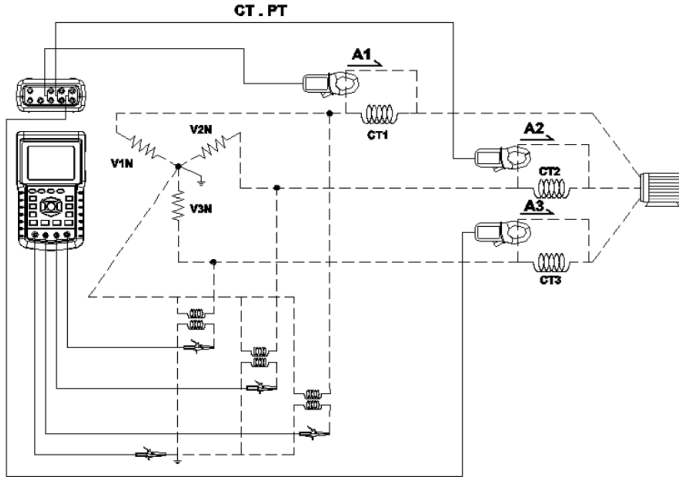 CT . PT
A1
CT1
V2N
V1N
A2
CT2
V3N
A3
CT3